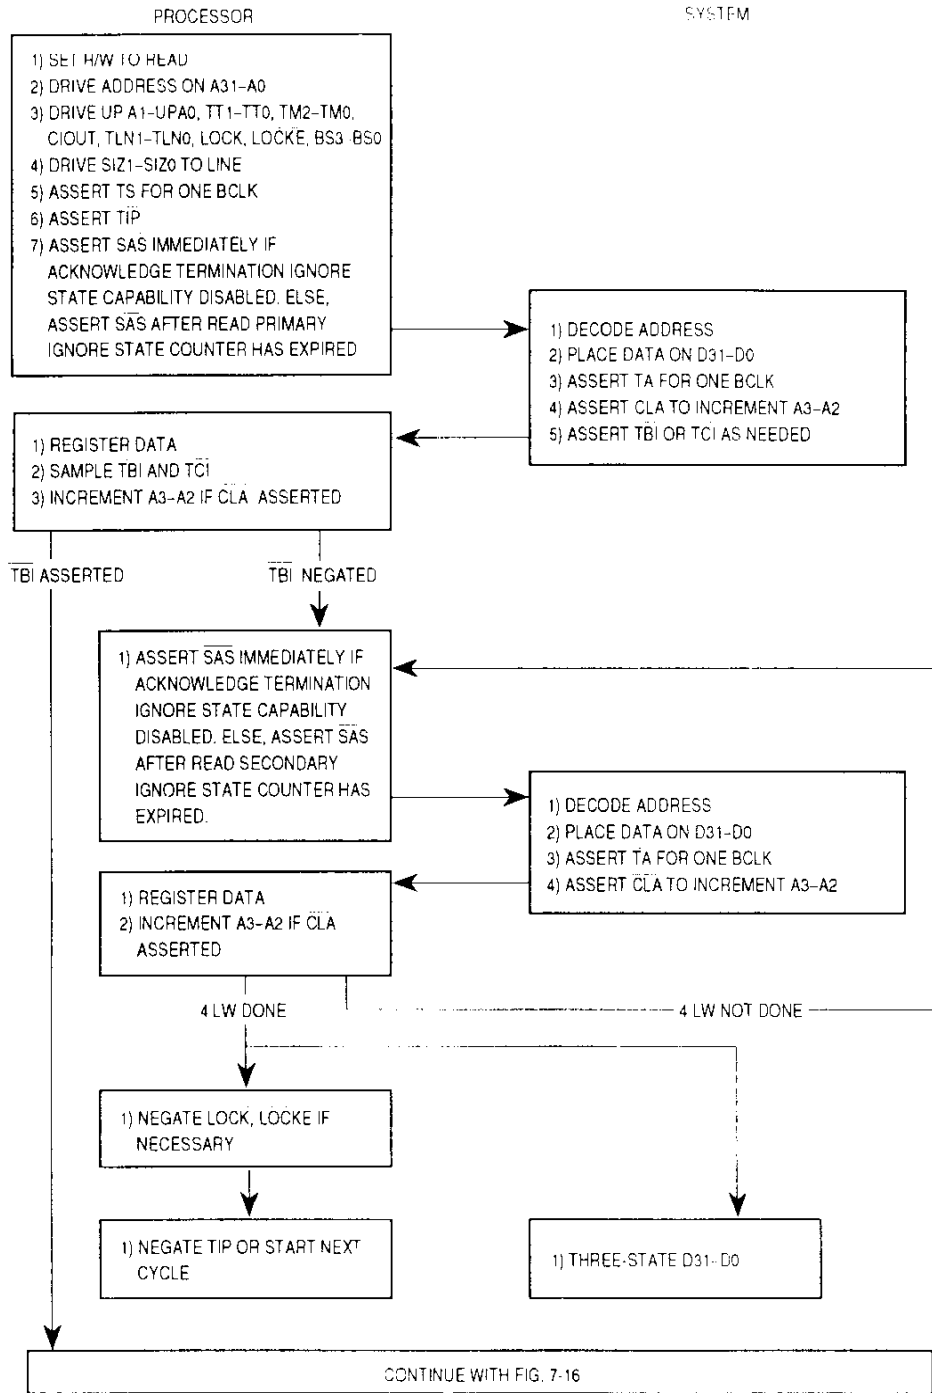 PROCESSOR
SYSTEM
1) SET R/W TO READ
2) DRIVE ADDRESS ON A31–A0
3) DRIVE UP A1–UPA0, TT1–TT0, TM2–TM0,
CIOUT, TLN1–TLN0, LOCK, LOCKE, BS3-BS0
4) DRIVE SIZ1–SIZ0 TO LINE
5) ASSERT TS FOR ONE BCLK
6) ASSERT TIP
7) ASSERT SAS IMMEDIATELY IF
ACKNOWLEDGE TERMINATION IGNORE
STATE CAPABILITY DISABLED. ELSE,
ASSERT SAS AFTER READ PRIMARY
IGNORE STATE COUNTER HAS EXPIRED
1) DECODE ADDRESS
2) PLACE DATA ON D31–D0
3) ASSERT TA FOR ONE BCLK
4) ASSERT CLA TO INCREMENT A3–A2
5) ASSERT TBI OR TCI AS NEEDED
1) REGISTER DATA
2) SAMPLE TBI AND TCI
3) INCREMENT A3–A2 IF CLA ASSERTED
TBI ASSERTED
TBI NEGATED
1) ASSERT SAS IMMEDIATELY IF
ACKNOWLEDGE TERMINATION
IGNORE STATE CAPABILITY
DISABLED. ELSE, ASSERT SAS
AFTER READ SECONDARY
IGNORE STATE COUNTER HAS
EXPIRED.
1) DECODE ADDRESS
2) PLACE DATA ON D31–D0
3) ASSERT TA FOR ONE BCLK
4) ASSERT CLA TO INCREMENT A3–A2
1) REGISTER DATA
2) INCREMENT A3–A2 IF CLA
ASSERTED
4 LW DONE
4 LW NOT DONE
1) NEGATE LOCK, LOCKE IF
NECESSARY
1) NEGATE TIP OR START NEXT
CYCLE
1) THREE-STATE D31–D0
CONTINUE WITH FIG. 7-16